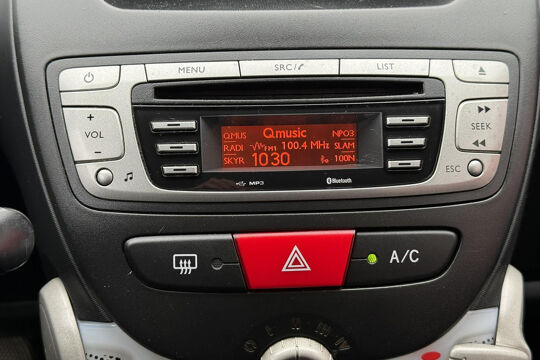 MENU SRC/ LIST
+
VOL
-
QMUS Qmusic NPO3
RADI FM1 100.4 MHz SLAM
SKYR 1030 100N
MP3 Bluetooth
SEEK
ESC
A/C